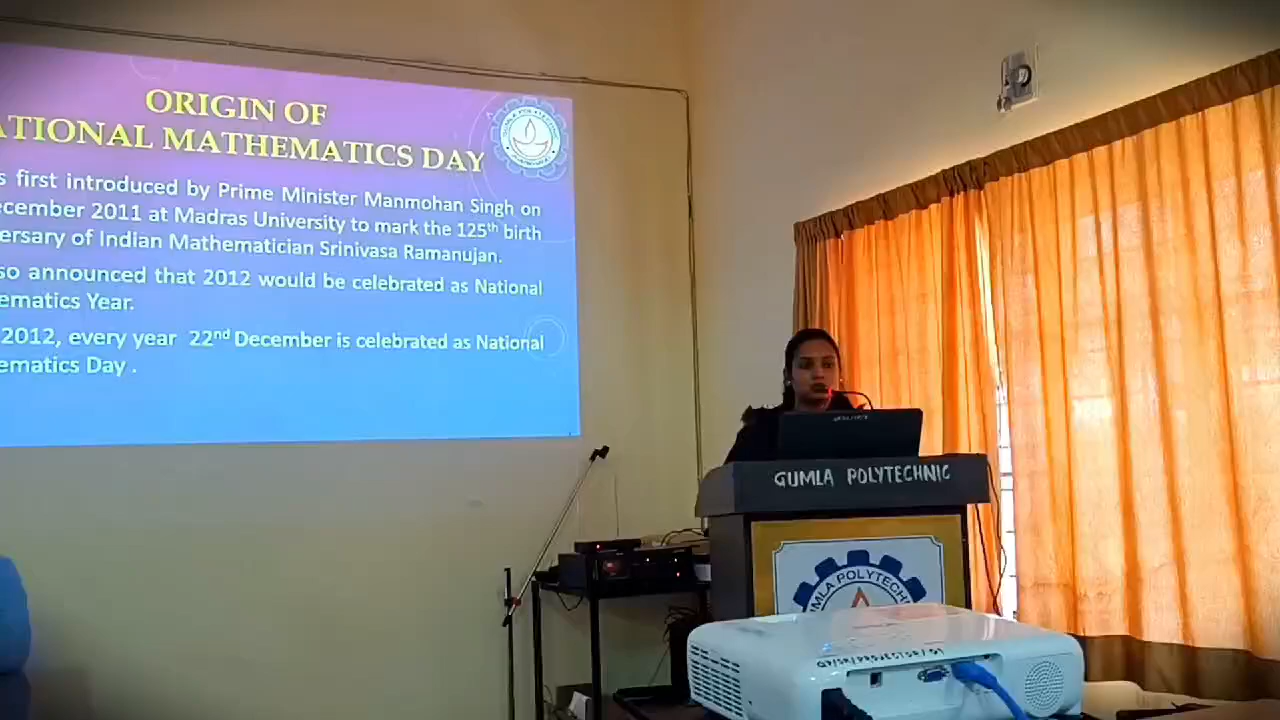 ORIGIN OF
ATIONAL MATHEMATICS DAY
s first introduced by Prime Minister Manmohan Singh on
ecember 2011 at Madras University to mark the 125th birth
ersary of Indian Mathematician Srinivasa Ramanujan.
so announced that 2012 would be celebrated as National
ematics Year.
2012, every year 22nd December is celebrated as National
ematics Day .
GUMLA POLYTECHNIC
UMLA POLYTECHN